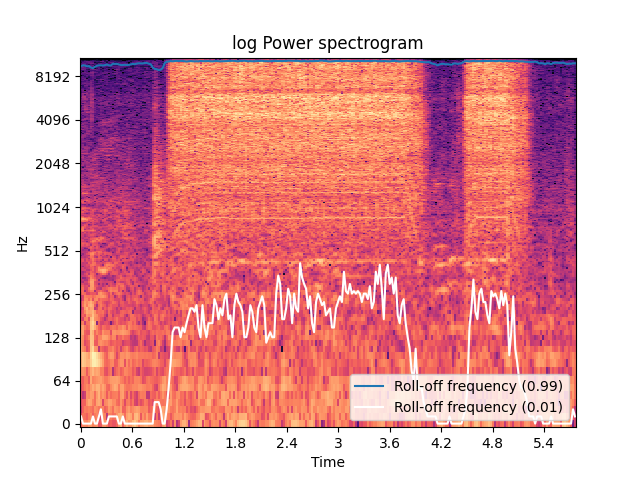 log Power spectrogram
Hz
8192
4096
2048
1024
512
256
128
64
0
Roll-off frequency (0.99)
Roll-off frequency (0.01)
0 0.6 1.2 1.8 2.4 3 3.6 4.2 4.8 5.4
Time